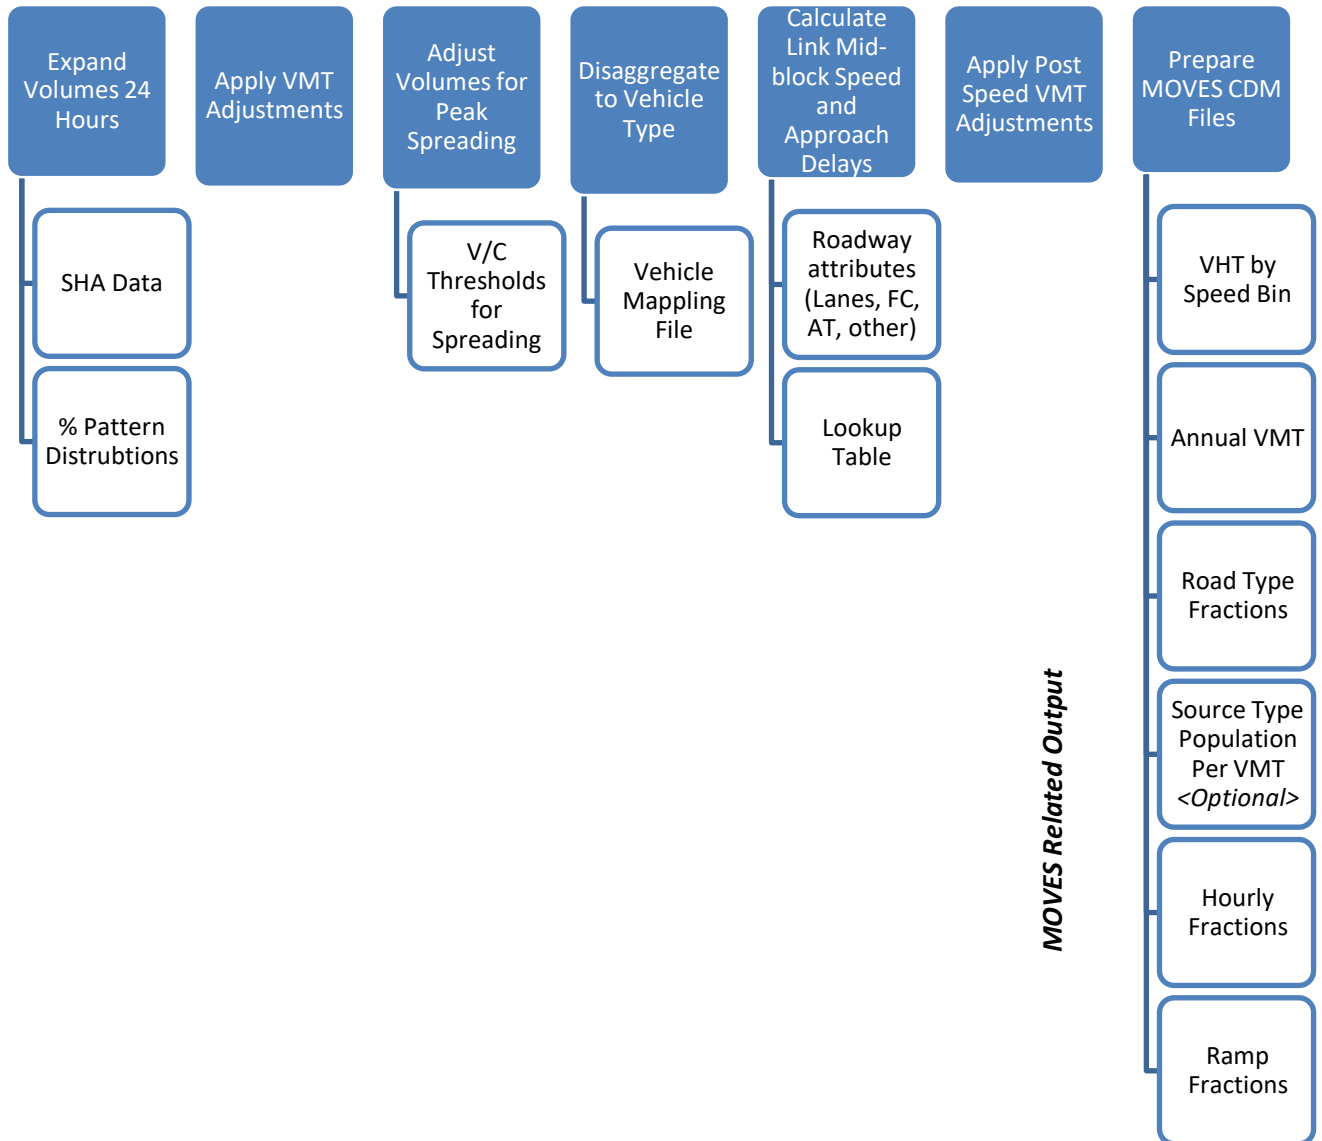 Expand
Volumes 24
Hours
Apply VMT
Adjustments
Adjust
Volumes for
Peak
Spreading
Disaggregate
to Vehicle
Type
Calculate
Link Mid-
block Speed
and
Approach
Delays
Apply Post
Speed VMT
Adjustments
Prepare
MOVES CDM
Files
SHA Data
% Pattern
Distrubtions
V/C
Thresholds
for
Spreading
Vehicle
Mappling
File
Roadway
attributes
(Lanes, FC,
AT, other)
Lookup
Table
MOVES Related Output
VHT by
Speed Bin
Annual VMT
Road Type
Fractions
Source Type
Population
Per VMT
<Optional>
Hourly
Fractions
Ramp
Fractions